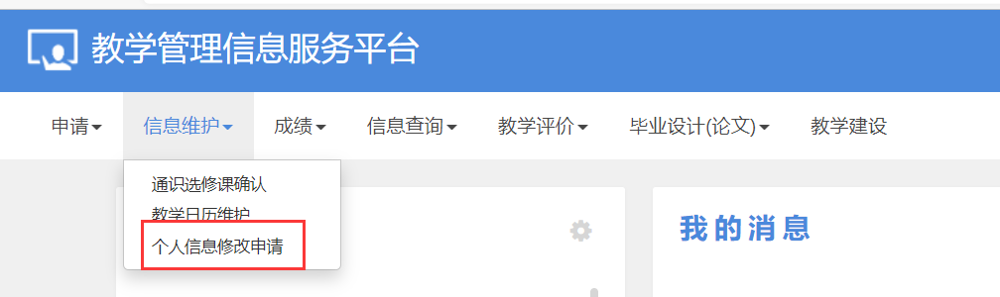 教学管理信息服务平台
申请 信息维护 成绩 信息查询 教学评价 毕业设计(论文) 教学建设
通识选修课确认
教学日历维护
个人信息修改申请
我的消息